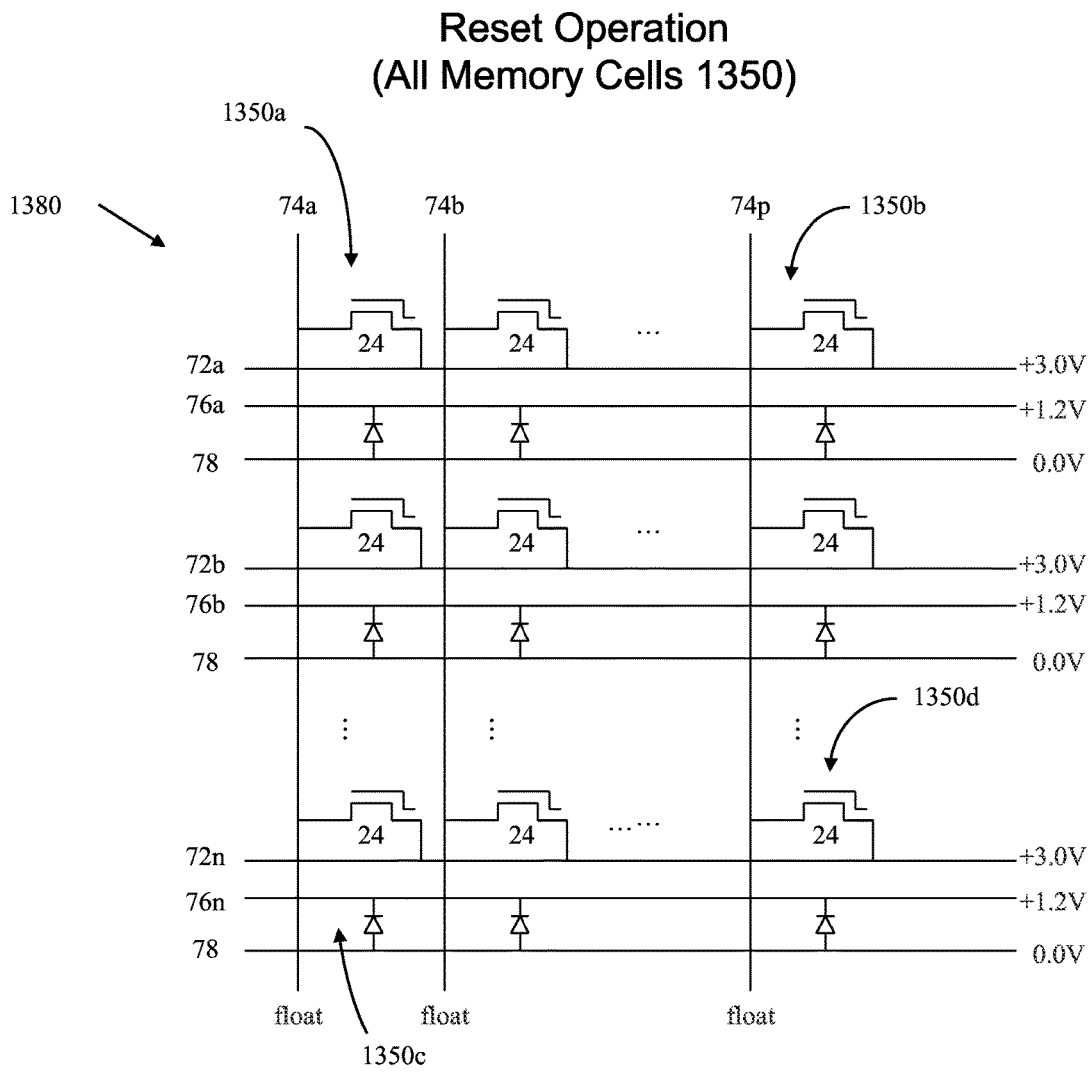 Reset Operation
(All Memory Cells 1350)
1350a
1380 74a 74b 74p 1350b
24 24 ... 24
72a +3.0V
76a +1.2V
78 0.0V
24 24 ... 24
72b +3.0V
76b +1.2V
78 0.0V
1350d
... ... ...
24 24 ...... 24
72n +3.0V
76n +1.2V
78 0.0V
float float float
1350c